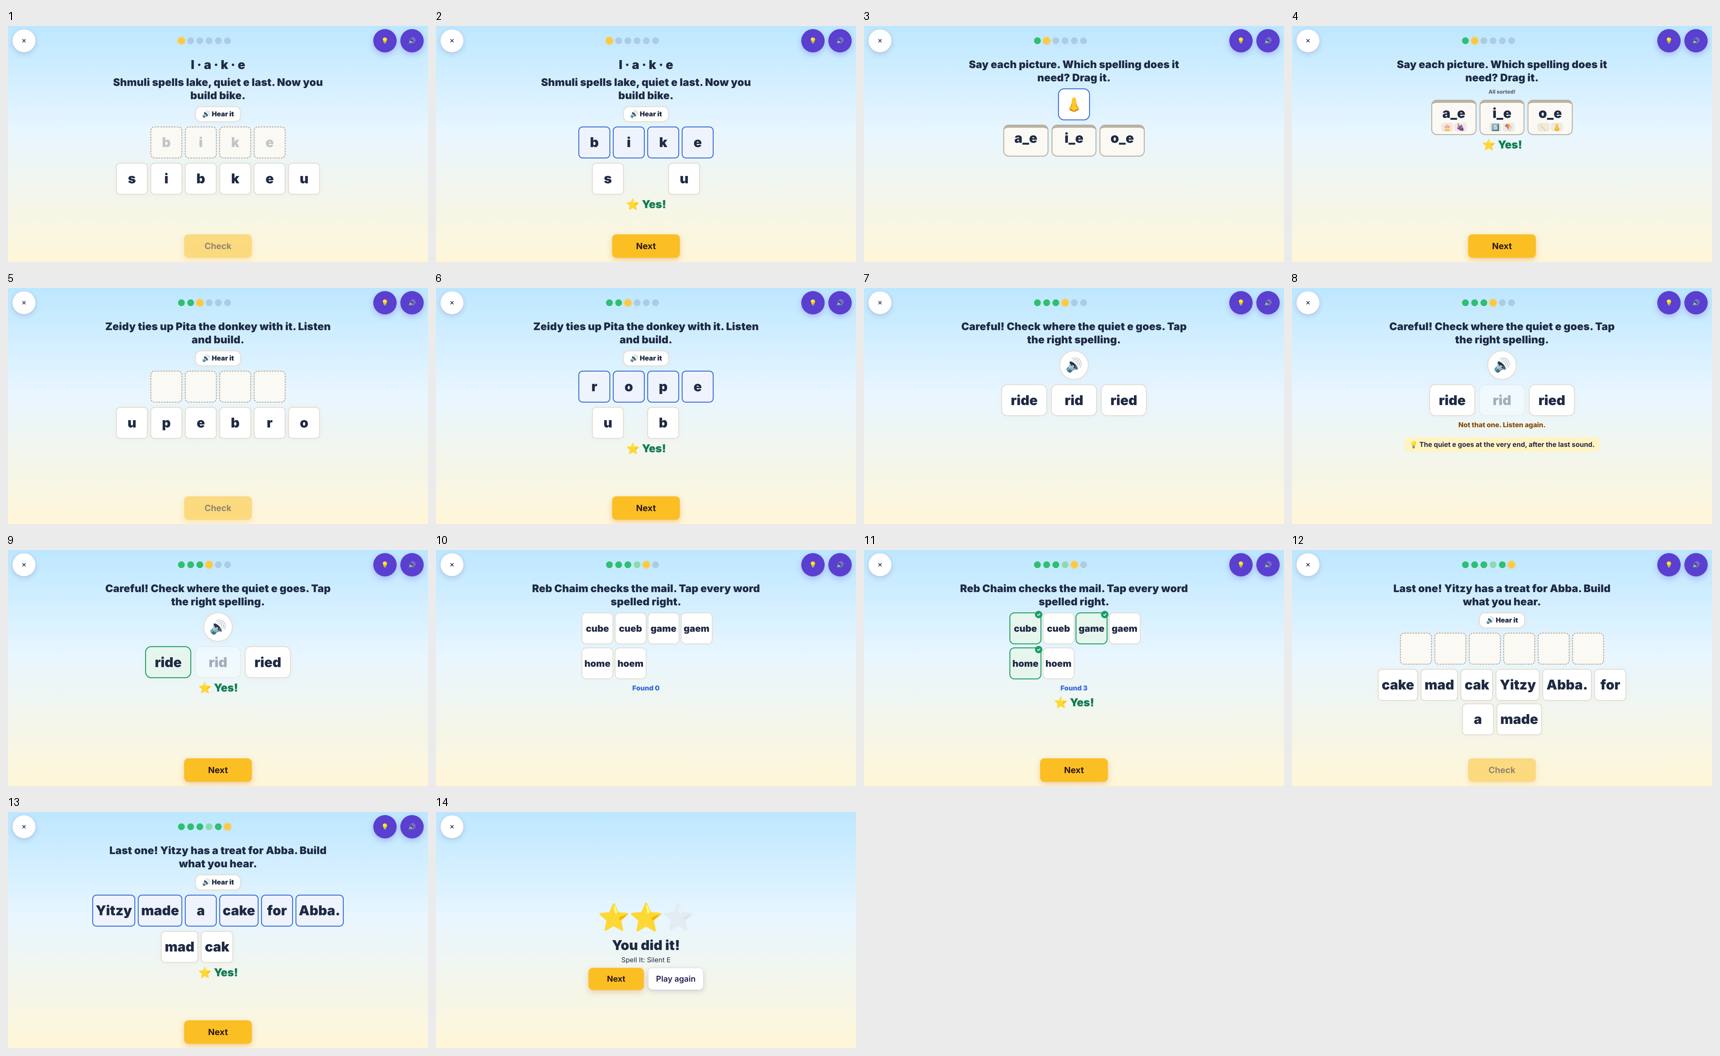 1
l · a · k · e
Shmuli spells lake, quiet e last. Now you
build bike.
Hear it
b i k e
s i b k e u
Check
2
l · a · k · e
Shmuli spells lake, quiet e last. Now you
build bike.
Hear it
b i k e
s u
Yes!
Next
3
Say each picture. Which spelling does it
need? Drag it.
a_e i_e o_e
4
Say each picture. Which spelling does it
need? Drag it.
All sorted!
a_e i_e o_e
Yes!
Next
5
Zeidy ties up Pita the donkey with it. Listen
and build.
Hear it
u p e b r o
Check
6
Zeidy ties up Pita the donkey with it. Listen
and build.
Hear it
r o p e
u b
Yes!
Next
7
Careful! Check where the quiet e goes. Tap
the right spelling.
ride rid ried
8
Careful! Check where the quiet e goes. Tap
the right spelling.
ride rid ried
Not that one. Listen again.
The quiet e goes at the very end, after the last sound.
9
Careful! Check where the quiet e goes. Tap
the right spelling.
ride rid ried
Yes!
Next
10
Reb Chaim checks the mail. Tap every word
spelled right.
cube cueb game gaem
home hoem
Found 0
11
Reb Chaim checks the mail. Tap every word
spelled right.
cube cueb game gaem
home hoem
Found 3
Yes!
Next
12
Last one! Yitzy has a treat for Abba. Build
what you hear.
Hear it
cake mad cak Yitzy Abba. for
a made
Check
13
Last one! Yitzy has a treat for Abba. Build
what you hear.
Hear it
Yitzy made a cake for Abba.
mad cak
Yes!
Next
14
You did it!
Spell It: Silent E
Next Play again